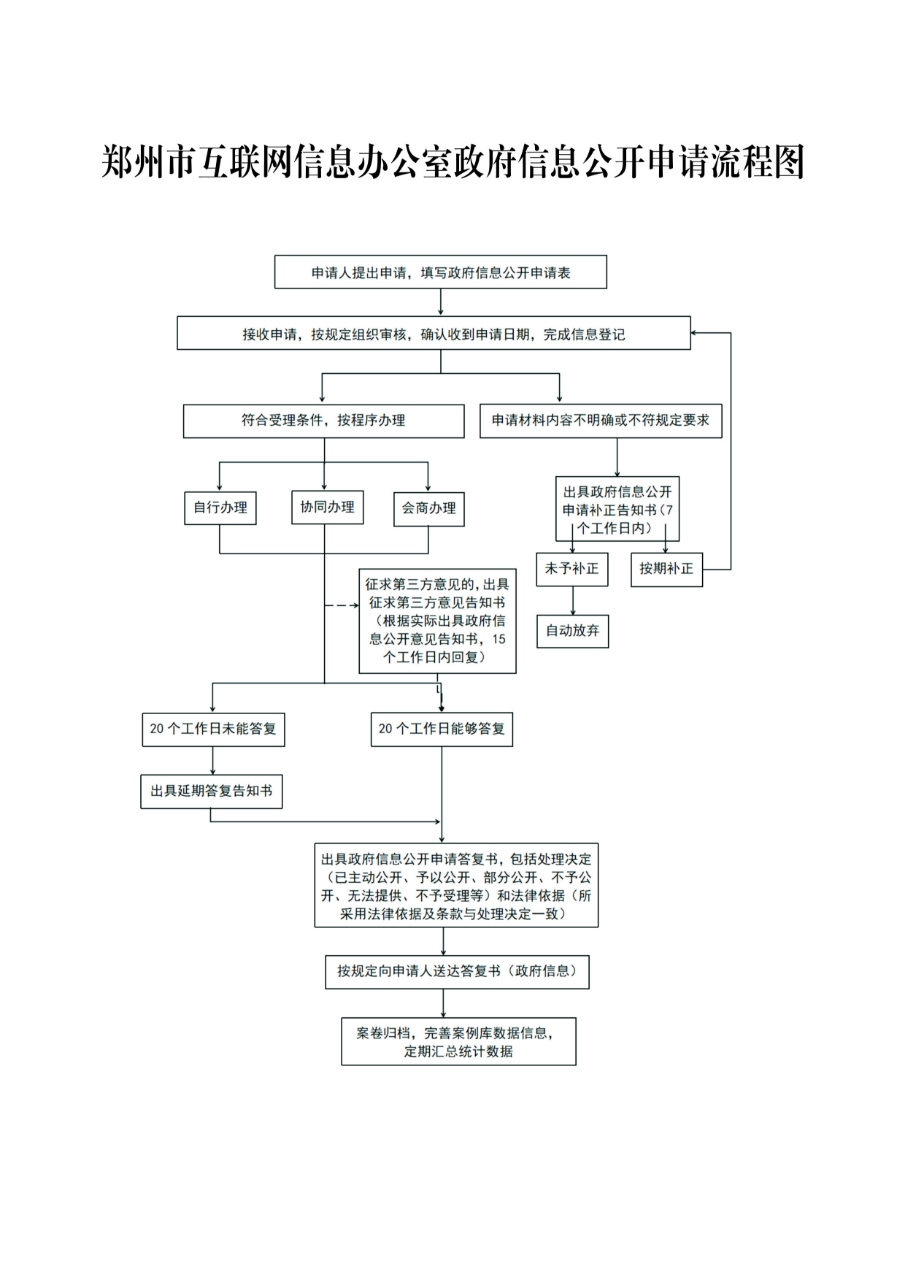 郑州市互联网信息办公室政府信息公开申请流程图
申请人提出申请，填写政府信息公开申请表
接收申请，按规定组织审核，确认收到申请日期，完成信息登记
符合受理条件，按程序办理
申请材料内容不明确或不符规定要求
自行办理
协同办理
会商办理
出具政府信息公开
申请补正告知书（7
个工作日内）
未予补正
按期补正
自动放弃
征求第三方意见的，出具
征求第三方意见告知书
（根据实际出具政府信
息公开意见告知书，15
个工作日内回复）
20 个工作日未能答复
20 个工作日能够答复
出具延期答复告知书
出具政府信息公开申请答复书，包括处理决定
（已主动公开、予以公开、部分公开、不予公
开、无法提供、不予受理等）和法律依据（所
采用法律依据及条款与处理决定一致）
按规定向申请人送达答复书（政府信息）
案卷归档，完善案例库数据信息，
定期汇总统计数据